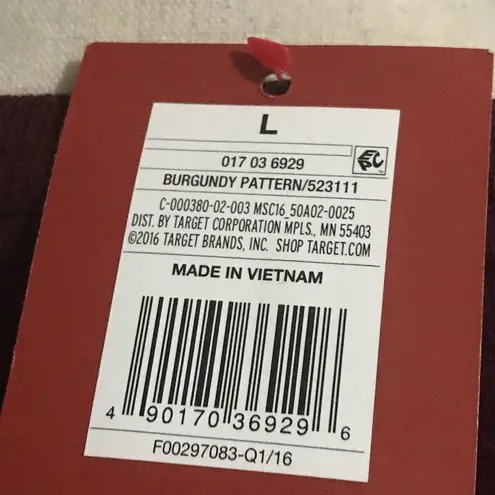 L
017 03 6929
EPC
BURGUNDY PATTERN/523111
C-000380-02-003 MSC16_50A02-0025
DIST. BY TARGET CORPORATION MPLS., MN 55403
©2016 TARGET BRANDS, INC. SHOP TARGET.COM
MADE IN VIETNAM
4 90170 36929 6
F00297083-Q1/16